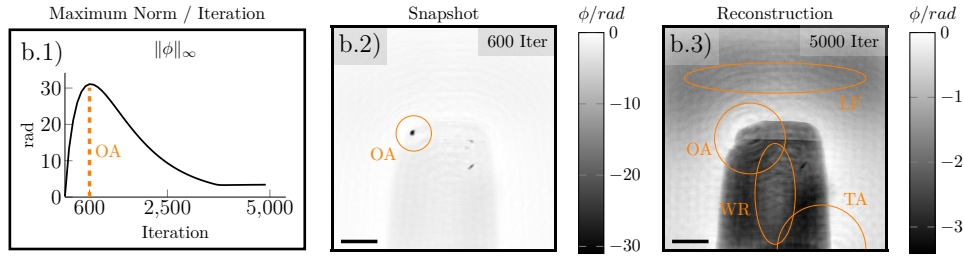 Maximum Norm / Iteration
b.1)
‖ϕ‖∞
30
20
10
0
rad
OA
600
2,500
5,000
Iteration
Snapshot
b.2)
600 Iter
OA
ϕ/rad
0
−10
−20
−30
Reconstruction
b.3)
5000 Iter
LF
OA
WR
TA
ϕ/rad
0
−1
−2
−3